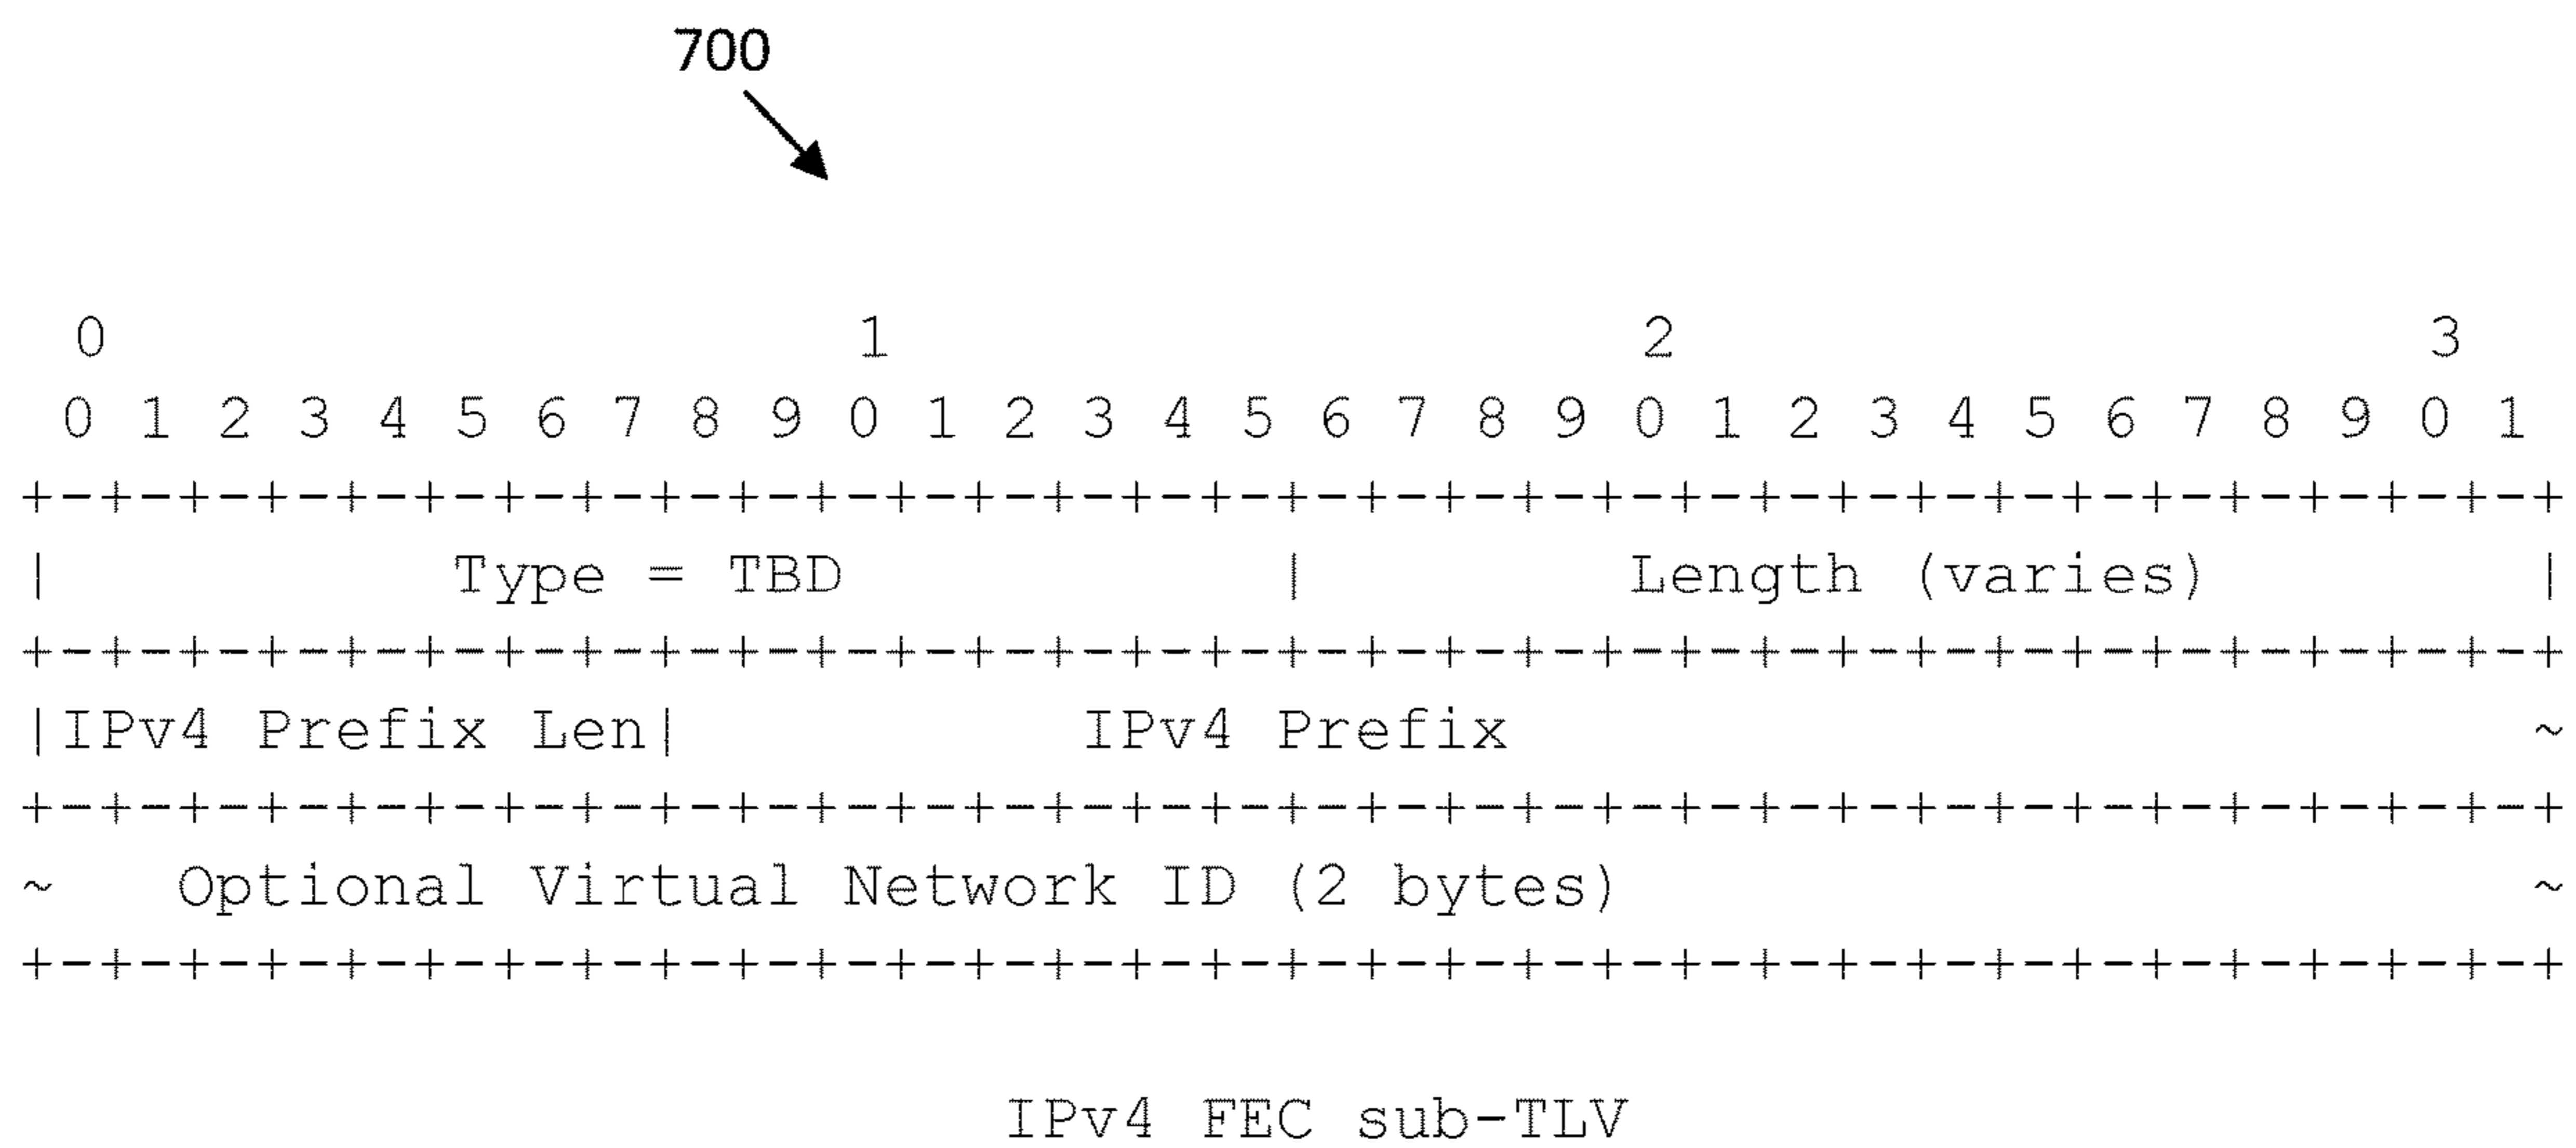 700
0 1 2 3
0 1 2 3 4 5 6 7 8 9 0 1 2 3 4 5 6 7 8 9 0 1 2 3 4 5 6 7 8 9 0 1
+-+-+-+-+-+-+-+-+-+-+-+-+-+-+-+-+-+-+-+-+-+-+-+-+-+-+-+-+-+-+-+-+
| Type = TBD | Length (varies) |
+-+-+-+-+-+-+-+-+-+-+-+-+-+-+-+-+-+-+-+-+-+-+-+-+-+-+-+-+-+-+-+-+
|IPv4 Prefix Len| IPv4 Prefix ~
+-+-+-+-+-+-+-+-+-+-+-+-+-+-+-+-+-+-+-+-+-+-+-+-+-+-+-+-+-+-+-+-+
~ Optional Virtual Network ID (2 bytes) ~
+-+-+-+-+-+-+-+-+-+-+-+-+-+-+-+-+-+-+-+-+-+-+-+-+-+-+-+-+-+-+-+-+
IPv4 FEC sub-TLV